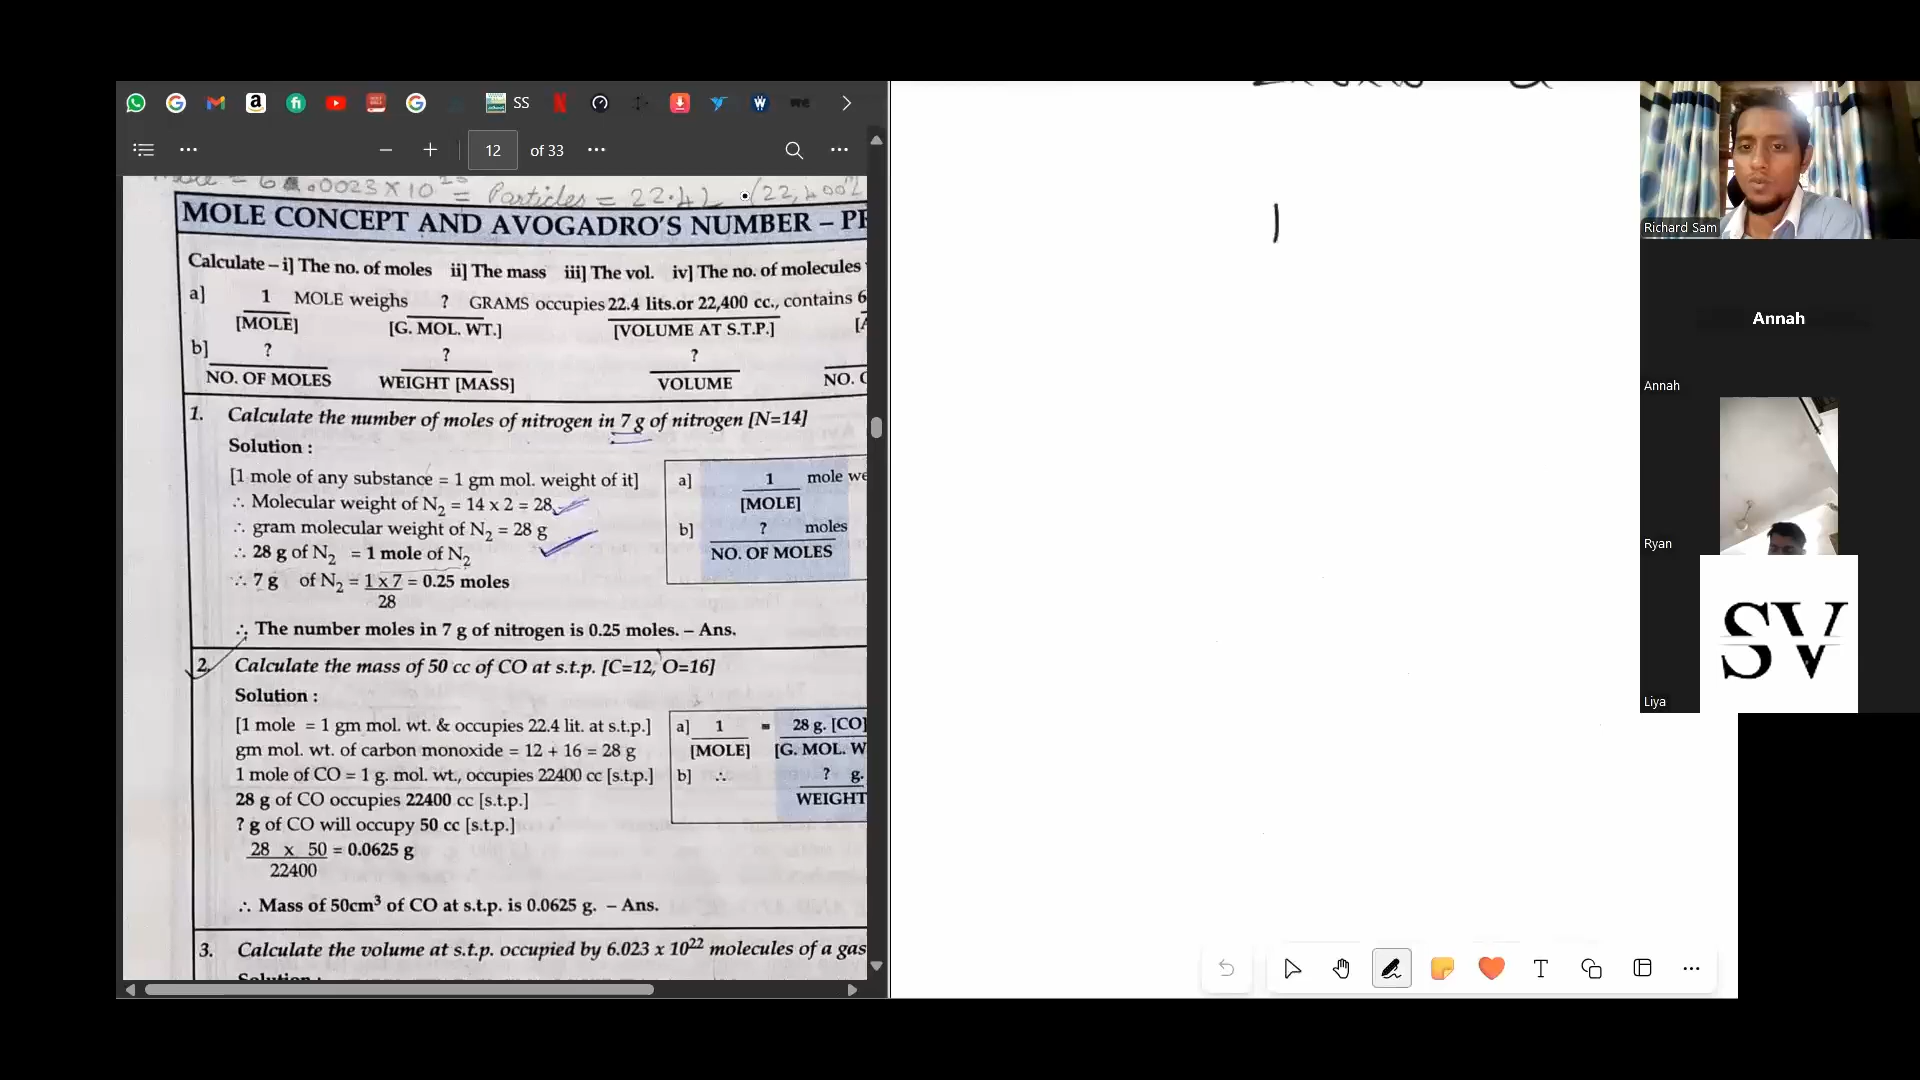 SS
12 of 33
= Particles = 22.4L (22,400
MOLE CONCEPT AND AVOGADRO'S NUMBER –
Calculate – i] The no. of moles ii] The mass iii] The vol. iv] The no. of molecules
a] 1 MOLE weighs ? GRAMS occupies 22.4 lits.or 22,400 cc., contains 6
[MOLE] [G. MOL. WT.] [VOLUME AT S.T.P.]
b] ? ? ?
NO. OF MOLES WEIGHT [MASS] VOLUME NO.
1. Calculate the number of moles of nitrogen in 7 g of nitrogen [N=14]
Solution :
[1 mole of any substance = 1 gm mol. weight of it]
∴ Molecular weight of N₂ = 14 x 2 = 28
∴ gram molecular weight of N₂ = 28 g
∴ 28 g of N₂ = 1 mole of N₂
∴ 7 g of N₂ = 1 x 7 = 0.25 moles
28
∴ The number moles in 7 g of nitrogen is 0.25 moles. – Ans.
a] 1 mole we
[MOLE]
b] ? moles
NO. OF MOLES
2. Calculate the mass of 50 cc of CO at s.t.p. [C=12, O=16]
Solution :
[1 mole = 1 gm mol. wt. & occupies 22.4 lit. at s.t.p.]
gm mol. wt. of carbon monoxide = 12 + 16 = 28 g
1 mole of CO = 1 g. mol. wt., occupies 22400 cc [s.t.p.]
28 g of CO occupies 22400 cc [s.t.p.]
? g of CO will occupy 50 cc [s.t.p.]
28 x 50 = 0.0625 g
22400
∴ Mass of 50cm³ of CO at s.t.p. is 0.0625 g. – Ans.
a] 1 = 28 g. [CO]
[MOLE] [G. MOL. W
b] ∴ ? g.
WEIGHT
3. Calculate the volume at s.t.p. occupied by 6.023 x 10²² molecules of a gas
Solution :
T
Richard Sam
Annah
Annah
Ryan
SV
Liya